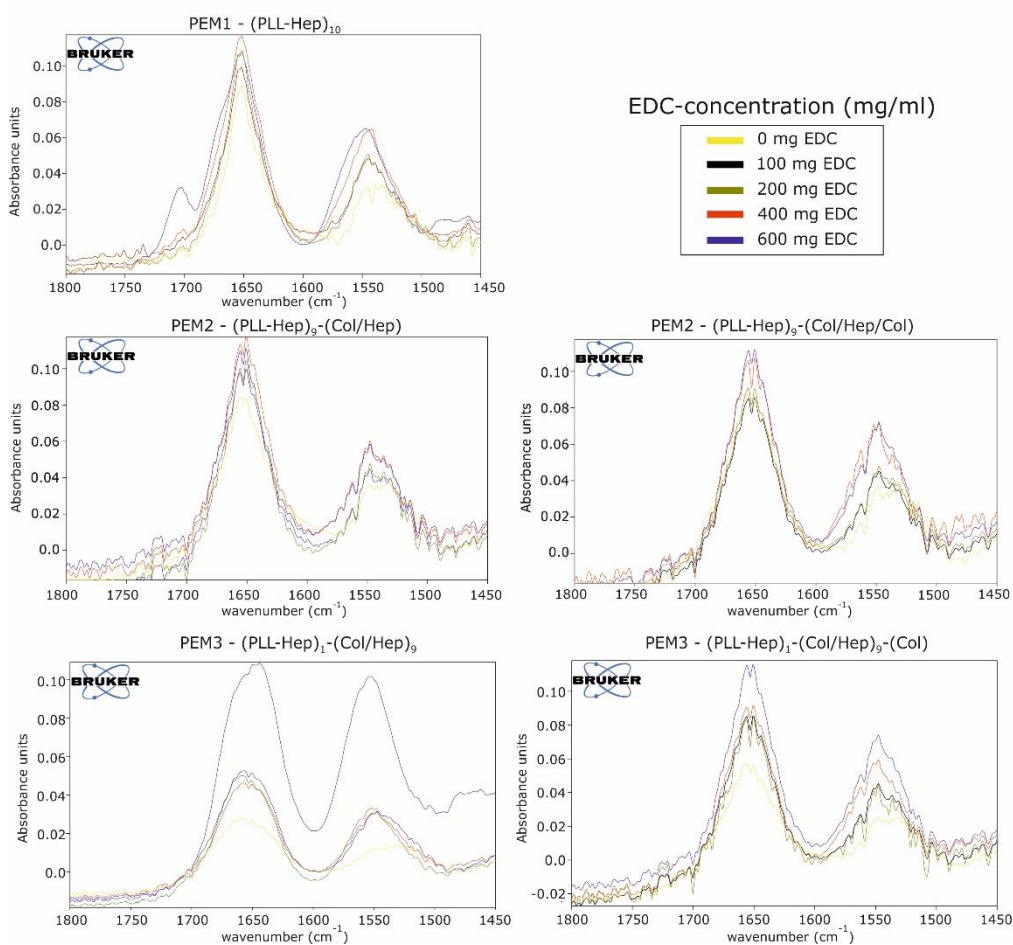 PEM1 - (PLL-Hep)₁₀
BRUKER
0.10
0.08
0.06
0.04
0.02
0.0
Absorbance units
1800 1750 1700 1650 1600 1550 1500 1450
wavenumber (cm⁻¹)
EDC-concentration (mg/ml)
0 mg EDC
100 mg EDC
200 mg EDC
400 mg EDC
600 mg EDC
PEM2 - (PLL-Hep)₉-(Col/Hep)
BRUKER
0.10
0.08
0.06
0.04
0.02
0.0
Absorbance units
1800 1750 1700 1650 1600 1550 1500 1450
wavenumber (cm⁻¹)
PEM2 - (PLL-Hep)₉-(Col/Hep/Col)
BRUKER
0.10
0.08
0.06
0.04
0.02
0.0
Absorbance units
1800 1750 1700 1650 1600 1550 1500 1450
wavenumber (cm⁻¹)
PEM3 - (PLL-Hep)₁-(Col/Hep)₉
BRUKER
0.10
0.08
0.06
0.04
0.02
0.0
Absorbance units
1800 1750 1700 1650 1600 1550 1500 1450
wavenumber (cm⁻¹)
PEM3 - (PLL-Hep)₁-(Col/Hep)₉-(Col)
BRUKER
0.10
0.08
0.06
0.04
0.02
0.00
-0.02
Absorbance units
1800 1750 1700 1650 1600 1550 1500 1450
wavenumber (cm⁻¹)